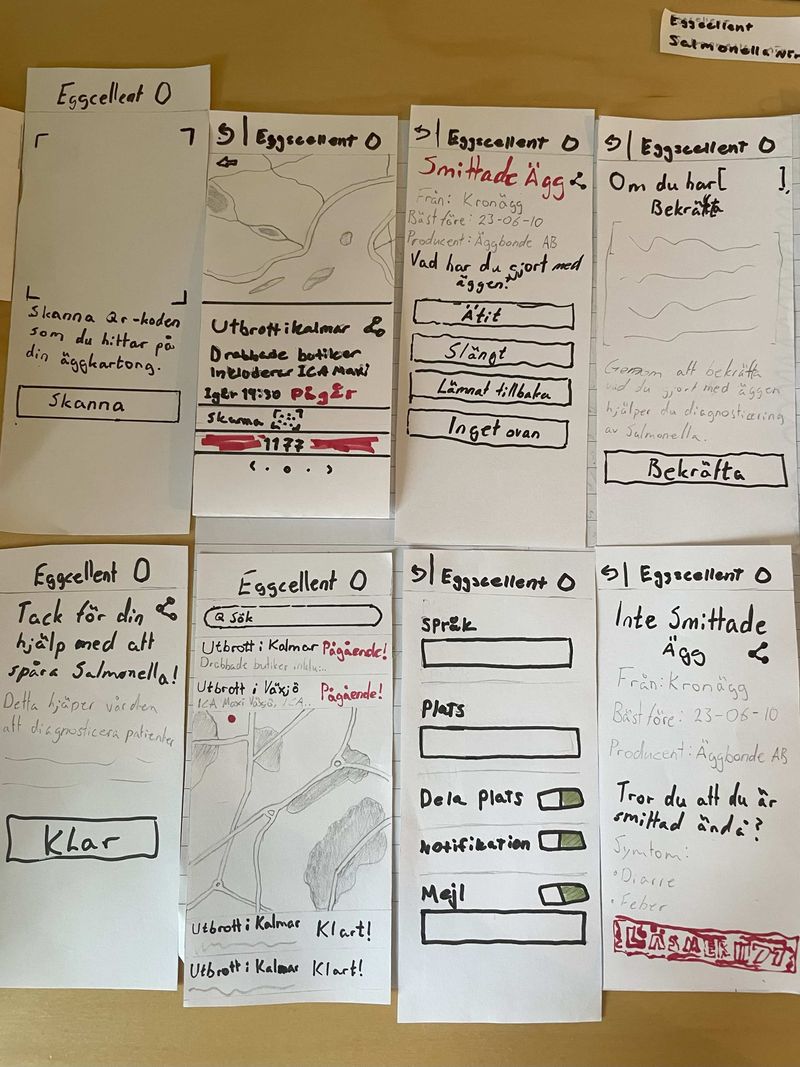 Eggcellent
Salmonella Nfr
Eggcelleat O
Skanna Qr-koden
som du hittar på
din äggkartong.
Skanna
Eggscellent O
Utbrott i kalmar
Drabbade butiker
Inkloderer ICA Maxi
Igår 19:30 Pågår
Skanna
1177
< . o . >
Eggscellent O
Smittade Ägg
Från: Kronägg
Bäst före: 23-06-10
Producent: Äggbonde AB
Vad har du gjort med
äggen?
Ätit
Slängt
Lämnat tillbaka
Inget ovan
Eggscellent O
Om du har [ ],
Bekräfta
Genom att bekräfta
vad du gjort med äggen
hjälper du diagnosticering
av Salmonella.
Bekräfta
Eggcellent O
Tack för din
hjälp med att
spåra Salmonella!
Detta hjäper vården
att diagnosticera patienter
Klar
Eggcellent O
Sök
Utbrott i Kalmar Pågående!
Drabbade butiker inklu...
Utbrott i Växjö Pågående!
ICA Maxi Växjö, ICA...
Utbrott i Kalmar Klart!
Utbrott i Kalmar Klart!
Eggscellent O
Språk
Plats
Dela Plats
Notifikation
Mejl
Eggscellent O
Inte Smittade
Ägg
Från: Kronägg
Bäst före: 23-06-10
Producent: Äggbonde AB
Tror du att du är
smittad ändå?
Symtom:
• Diarre
• Feber
LÄS MER 1177